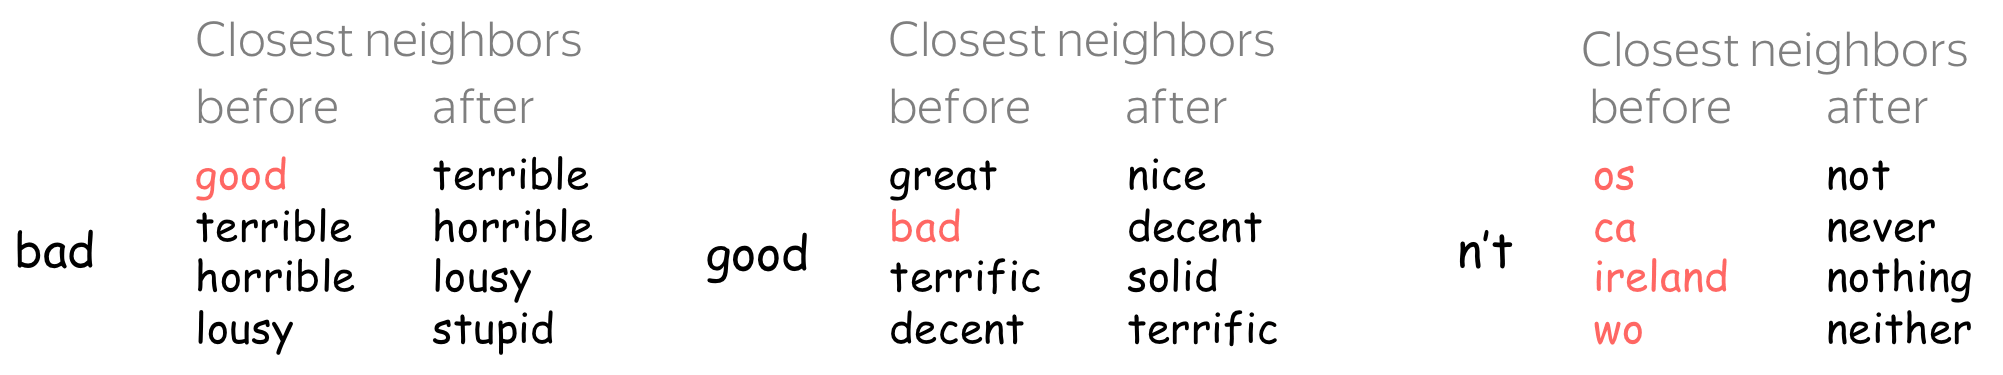 Closest neighbors Closest neighbors Closest neighbors
before after before after before after
good terrible great nice os not
terrible horrible bad decent ca never
bad good n't
horrible lousy terrific solid ireland nothing
lousy stupid decent terrific wo neither